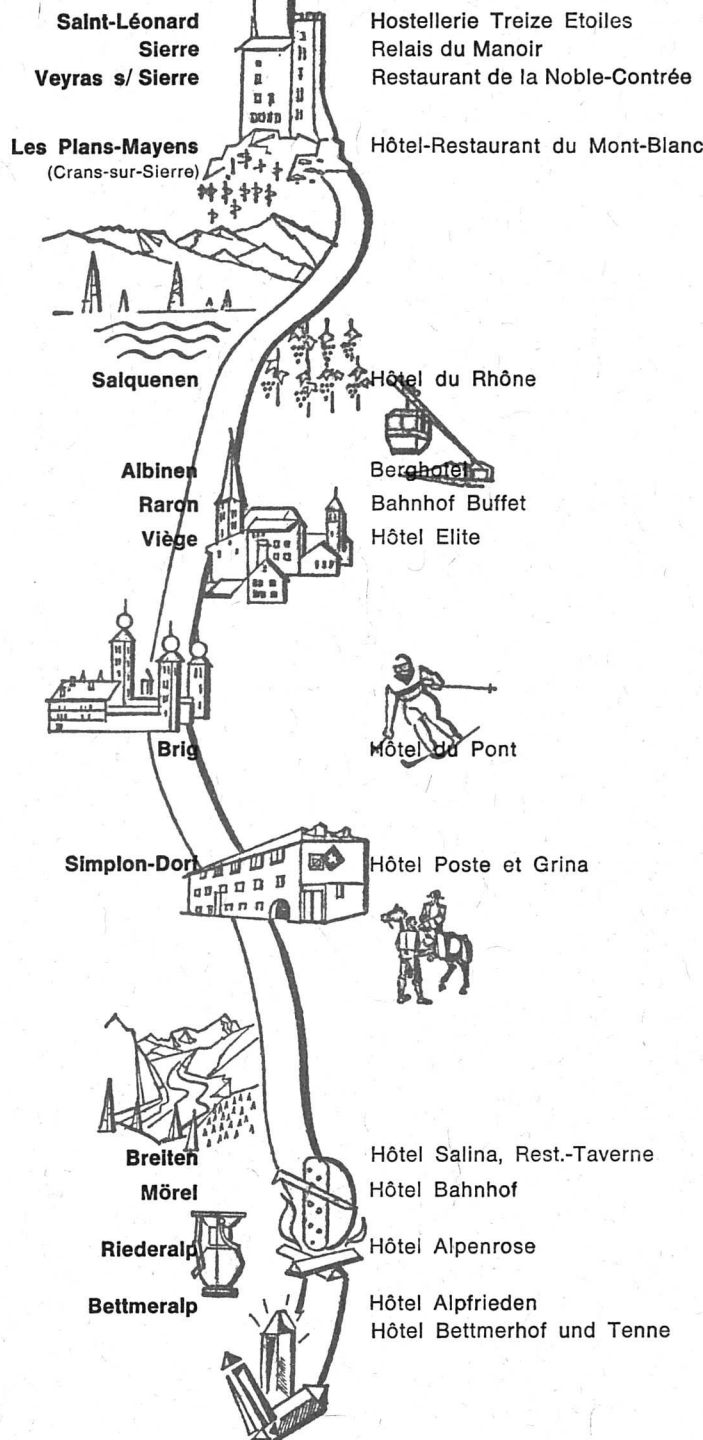 Saint-Léonard Hostellerie Treize Etoiles
Sierre Relais du Manoir
Veyras s/Sierre Restaurant de la Noble-Contrée
Les Plans-Mayens Hôtel-Restaurant du Mont-Blanc
(Crans-sur-Sierre)
Salquenen Hôtel du Rhône
Albinen Berghotel
Raron Bahnhof Buffet
Viège Hôtel Elite
Brig Hôtel du Pont
Simplon-Dorf Hôtel Poste et Grina
Breiten Hôtel Salina, Rest.-Taverne
Mörel Hôtel Bahnhof
Riederalp Hôtel Alpenrose
Bettmeralp Hôtel Alpfrieden
Hôtel Bettmerhof und Tenne